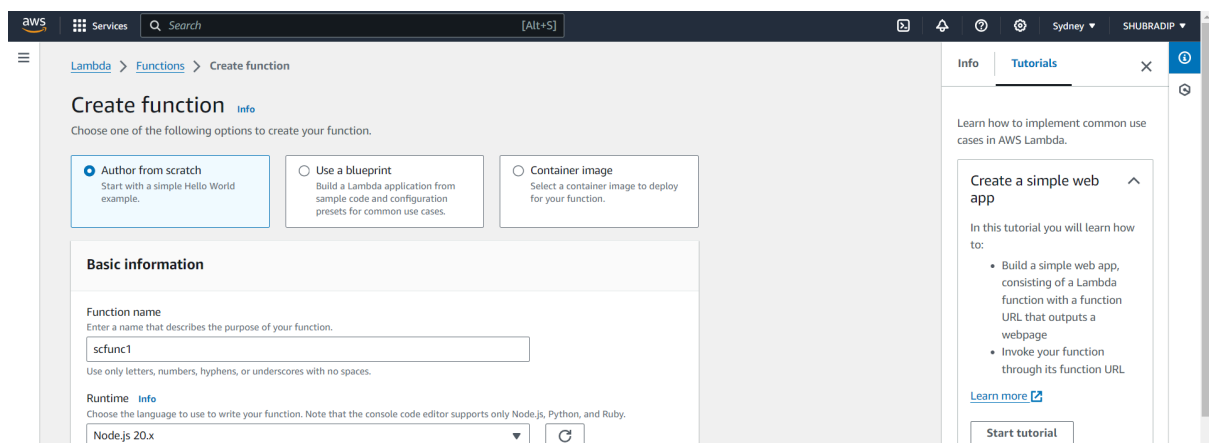 aws
Services
Search
[Alt+S]
Sydney ▼
SHUBRADIP ▼
Lambda > Functions > Create function
Create function Info
Choose one of the following options to create your function.
Author from scratch
Start with a simple Hello World
example.
Use a blueprint
Build a Lambda application from
sample code and configuration
presets for common use cases.
Container image
Select a container image to deploy
for your function.
Basic information
Function name
Enter a name that describes the purpose of your function.
scfunc1
Use only letters, numbers, hyphens, or underscores with no spaces.
Runtime Info
Choose the language to use to write your function. Note that the console code editor supports only Node.js, Python, and Ruby.
Node.js 20.x
Info
Tutorials
Learn how to implement common use
cases in AWS Lambda.
Create a simple web
app
In this tutorial you will learn how
to:
• Build a simple web app,
consisting of a Lambda
function with a function
URL that outputs a
webpage
• Invoke your function
through its function URL
Learn more
Start tutorial